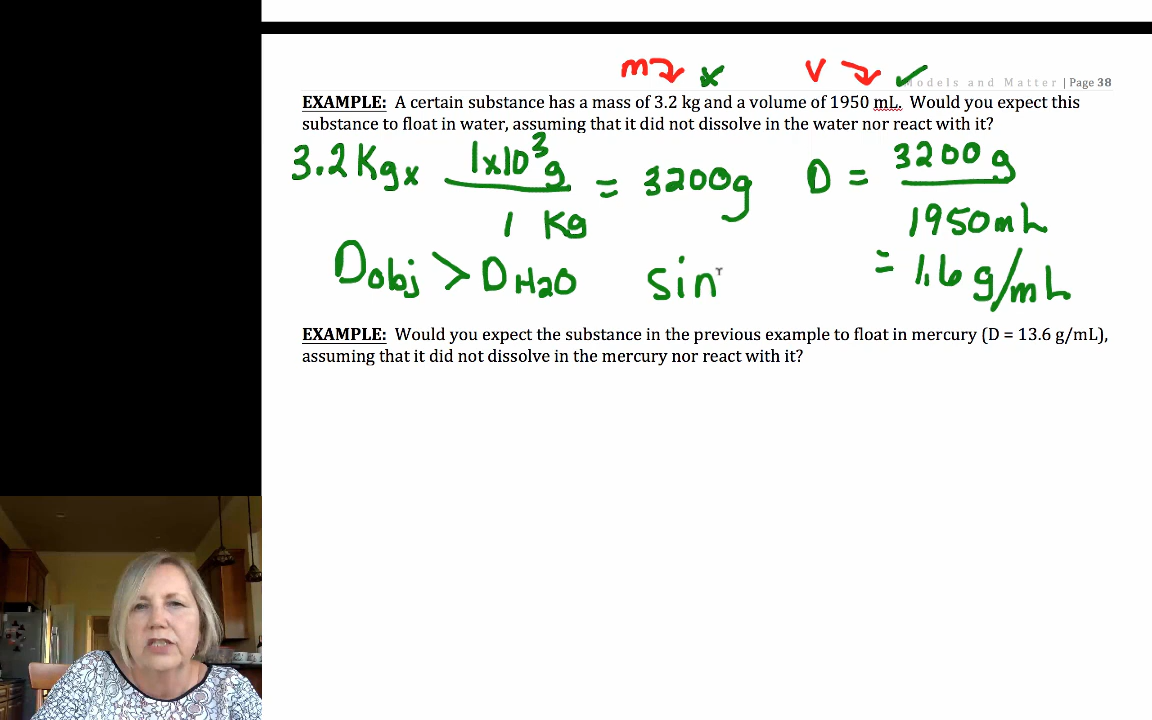 m v
Models and Matter | Page 38
EXAMPLE: A certain substance has a mass of 3.2 kg and a volume of 1950 mL. Would you expect this
substance to float in water, assuming that it did not dissolve in the water nor react with it?
3.2 Kg x 1x10³ g / 1 Kg = 3200g D = 3200 g / 1950 mL
Dobj > D H2O sin = 1.6 g/mL
EXAMPLE: Would you expect the substance in the previous example to float in mercury (D = 13.6 g/mL),
assuming that it did not dissolve in the mercury nor react with it?